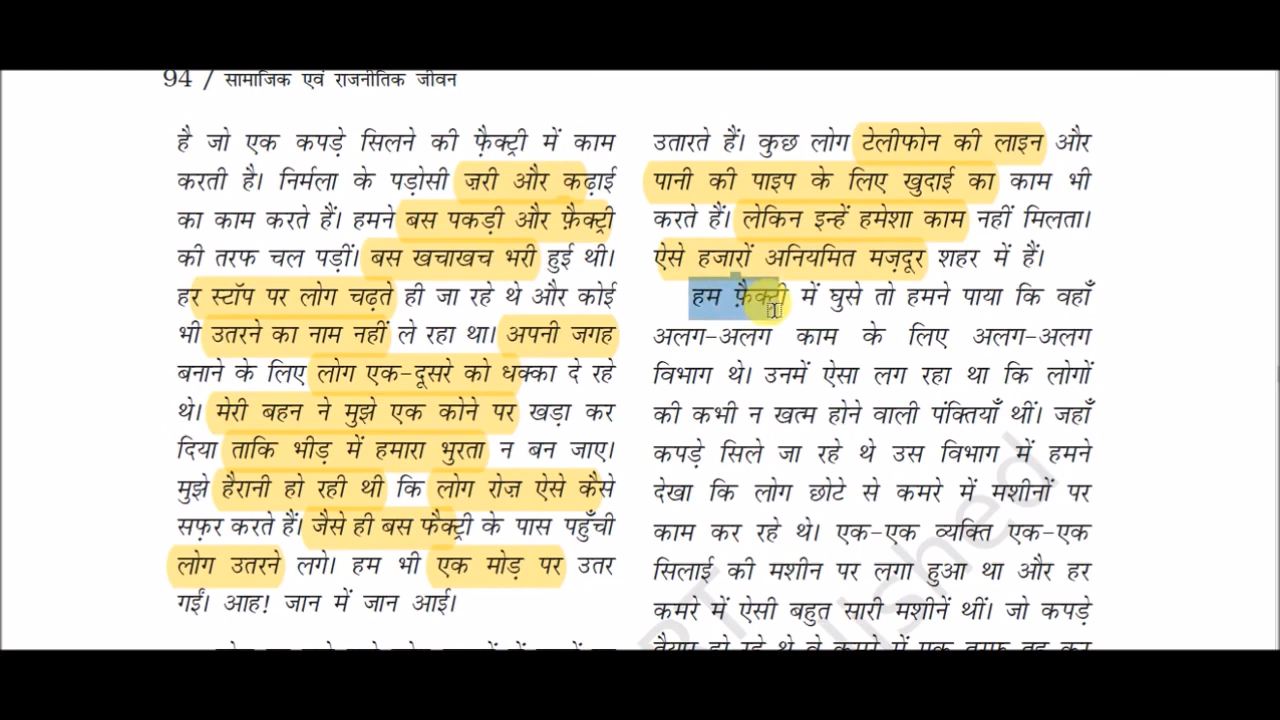 94 / सामाजिक एवं राजनीतिक जीवन
है जो एक कपड़े सिलने की फ़ैक्ट्री में काम
करती है। निर्मला के पड़ोसी ज़री और कढ़ाई
का काम करते हैं। हमने बस पकड़ी और फ़ैक्ट्री
की तरफ चल पड़ीं। बस खचाखच भरी हुई थी।
हर स्टॉप पर लोग चढ़ते ही जा रहे थे और कोई
भी उतरने का नाम नहीं ले रहा था। अपनी जगह
बनाने के लिए लोग एक-दूसरे को धक्का दे रहे
थे। मेरी बहन ने मुझे एक कोने पर खड़ा कर
दिया ताकि भीड़ में हमारा भुरता न बन जाए।
मुझे हैरानी हो रही थी कि लोग रोज़ ऐसे कैसे
सफ़र करते हैं। जैसे ही बस फैक्ट्री के पास पहुँची
लोग उतरने लगे। हम भी एक मोड़ पर उतर
गईं। आह! जान में जान आई।
उतारते हैं। कुछ लोग टेलीफोन की लाइन और
पानी की पाइप के लिए खुदाई का काम भी
करते हैं। लेकिन इन्हें हमेशा काम नहीं मिलता।
ऐसे हजारों अनियमित मज़दूर शहर में हैं।
हम फ़ैक्ट्री में घुसे तो हमने पाया कि वहाँ
अलग-अलग काम के लिए अलग-अलग
विभाग थे। उनमें ऐसा लग रहा था कि लोगों
की कभी न खत्म होने वाली पंक्तियाँ थीं। जहाँ
कपड़े सिले जा रहे थे उस विभाग में हमने
देखा कि लोग छोटे से कमरे में मशीनों पर
काम कर रहे थे। एक-एक व्यक्ति एक-एक
सिलाई की मशीन पर लगा हुआ था और हर
कमरे में ऐसी बहुत सारी मशीनें थीं। जो कपड़े